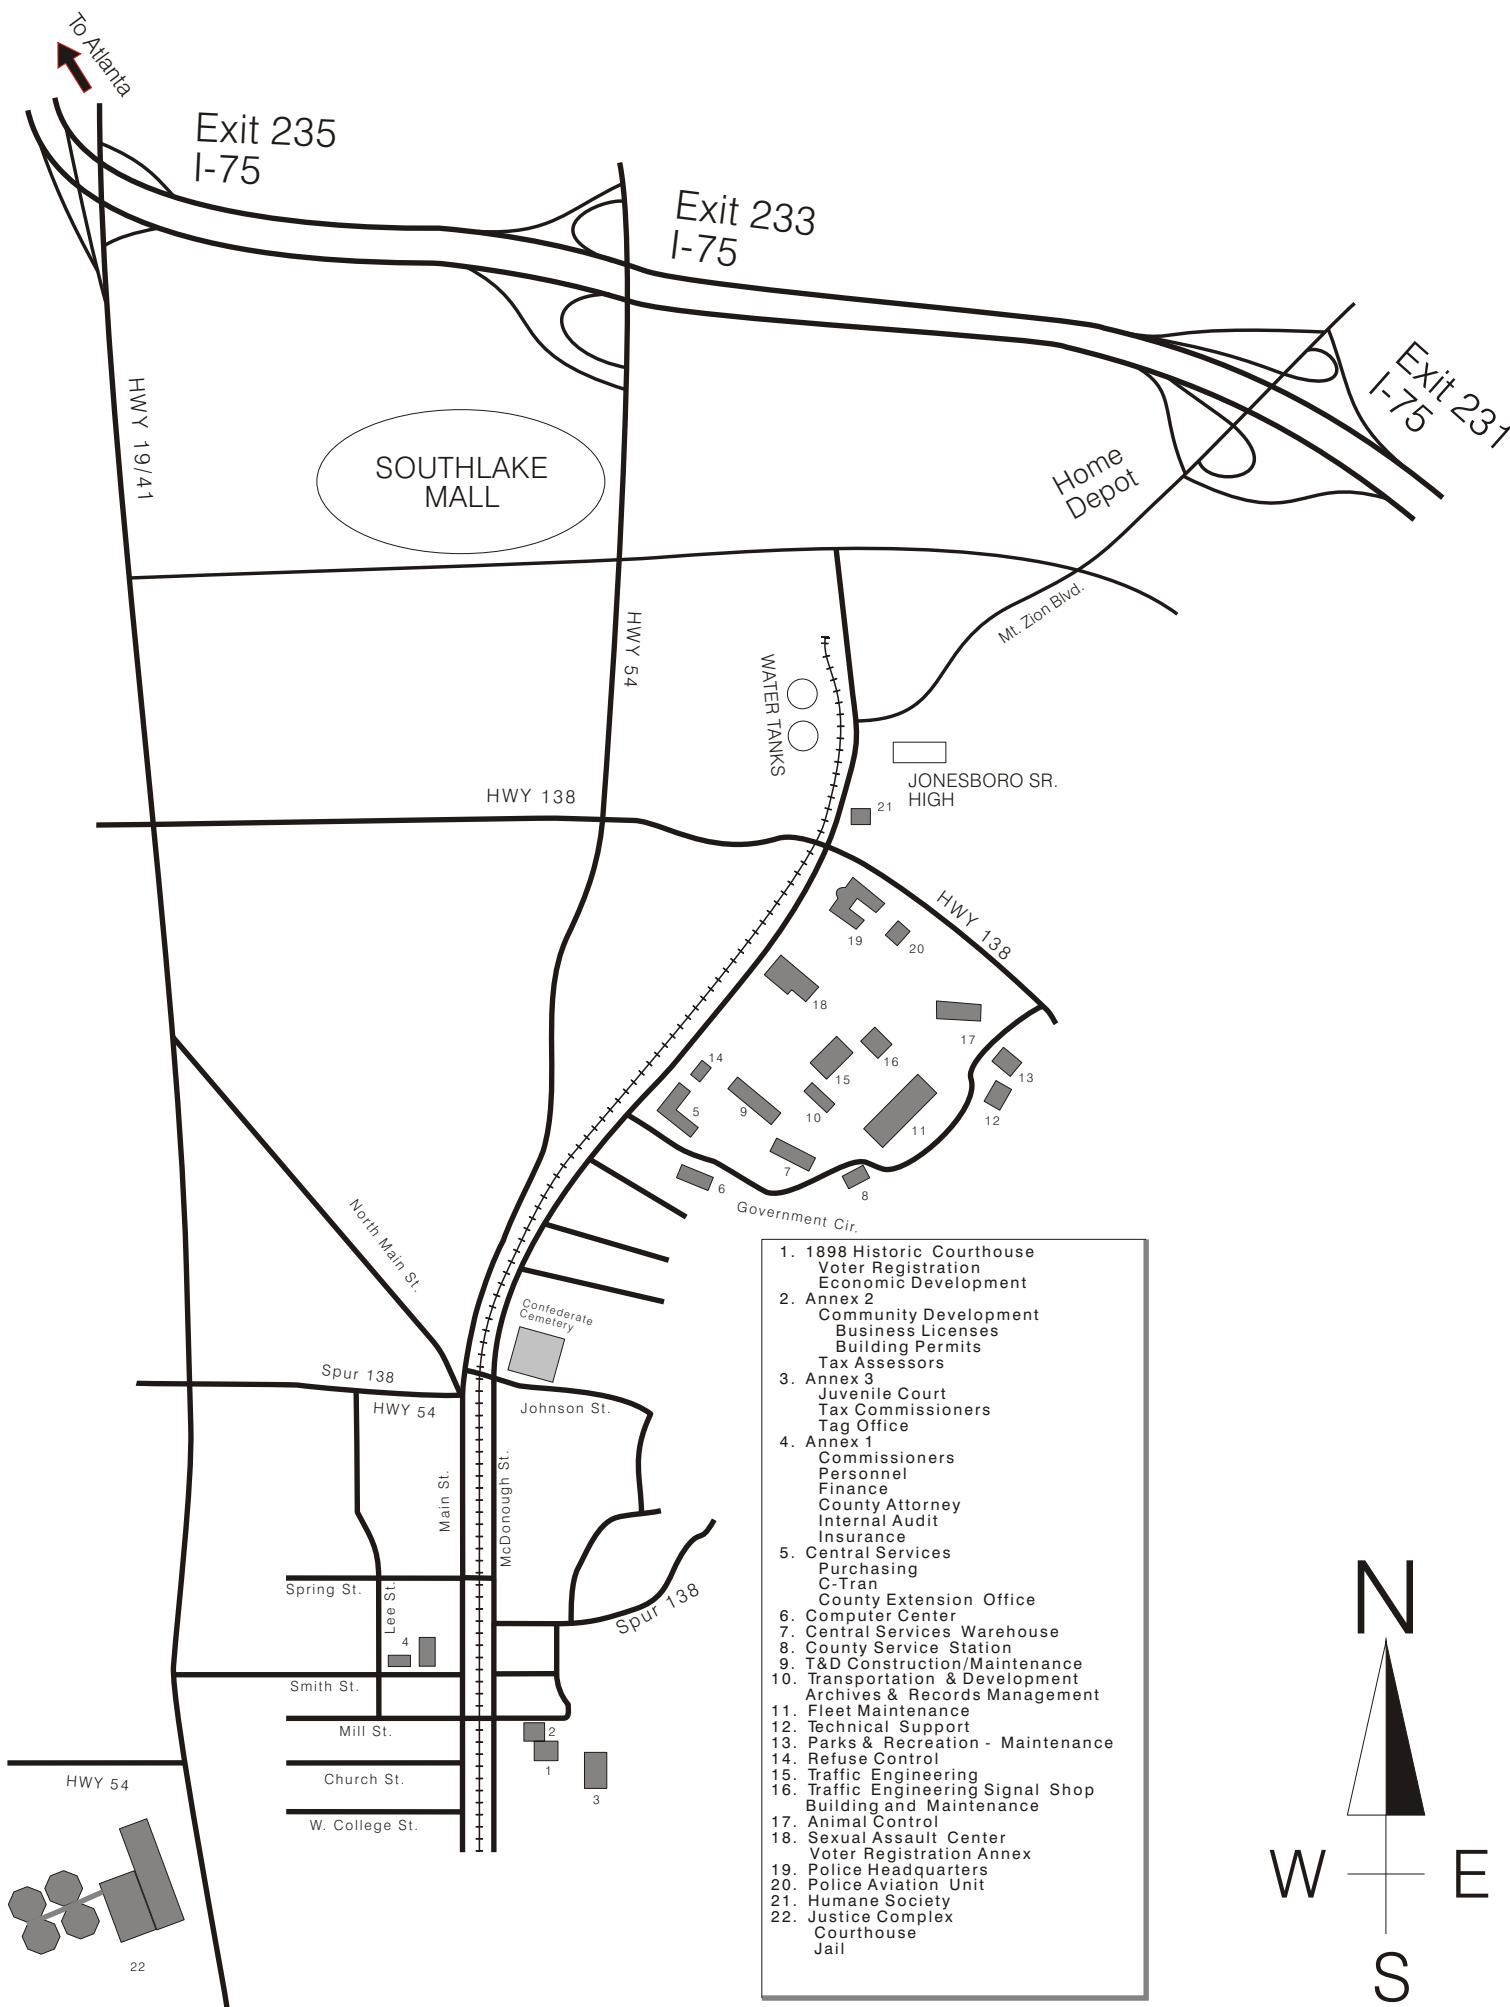 To Atlanta
Exit 235
I-75
Exit 233
I-75
Exit 231
I-75
HWY 19/41
SOUTHLAKE
MALL
Home
Depot
HWY 54
Mt. Zion Blvd.
WATER TANKS
JONESBORO SR.
HIGH
21
HWY 138
HWY 138
19
20
18
17
16
15
14
13
12
5
9
10
11
7
6
8
Government Cir.
North Main St.
Confederate
Cemetery
Spur 138
HWY 54
Johnson St.
Main St.
McDonough St.
Spring St.
Lee St.
Spur 138
4
Smith St.
Mill St.
2
1
3
Church St.
W. College St.
HWY 54
22
1. 1898 Historic Courthouse
Voter Registration
Economic Development
2. Annex 2
Community Development
Business Licenses
Building Permits
Tax Assessors
3. Annex 3
Juvenile Court
Tax Commissioners
Tag Office
4. Annex 1
Commissioners
Personnel
Finance
County Attorney
Internal Audit
Insurance
5. Central Services
Purchasing
C-Tran
County Extension Office
6. Computer Center
7. Central Services Warehouse
8. County Service Station
9. T&D Construction/Maintenance
10. Transportation & Development
Archives & Records Management
11. Fleet Maintenance
12. Technical Support
13. Parks & Recreation - Maintenance
14. Refuse Control
15. Traffic Engineering
16. Traffic Engineering Signal Shop
Building and Maintenance
17. Animal Control
18. Sexual Assault Center
Voter Registration Annex
19. Police Headquarters
20. Police Aviation Unit
21. Humane Society
22. Justice Complex
Courthouse
Jail
N
W E
S